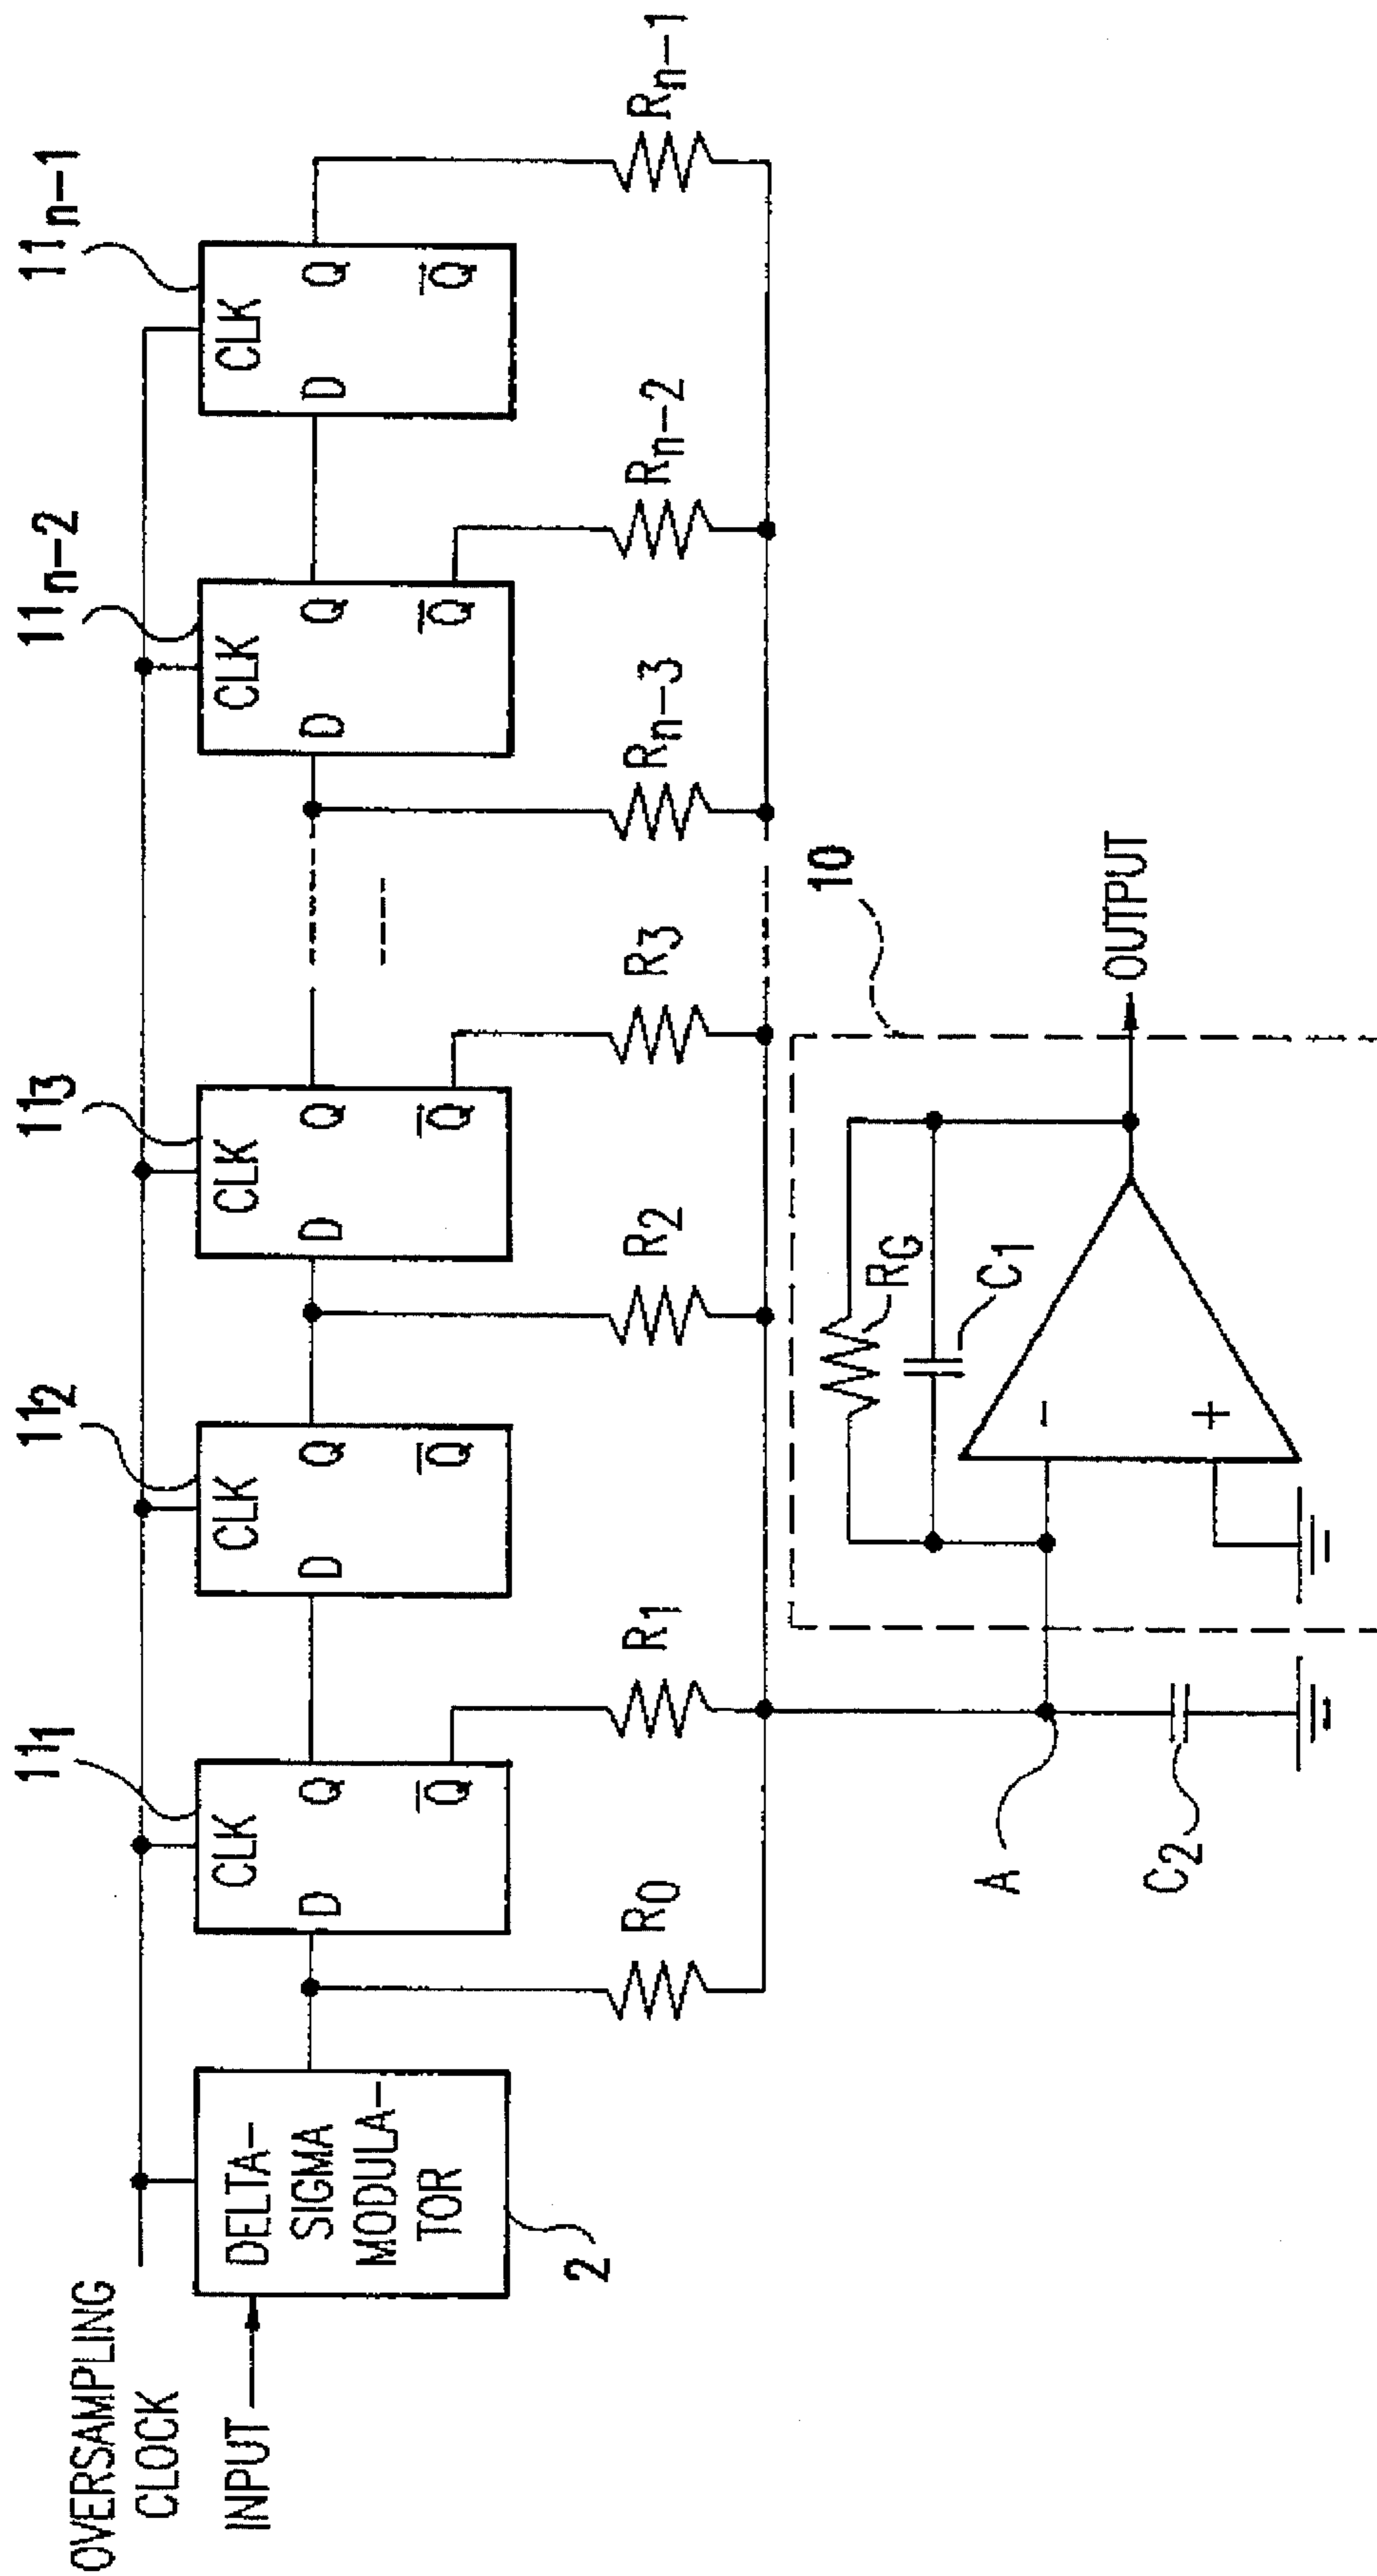 OVERSAMPLING
CLOCK
INPUT
DELTA-
SIGMA
MODULA-
TOR
2
11₁
CLK
D
Q
Q̅
11₂
CLK
D
Q
Q̅
11₃
CLK
D
Q
Q̅
11ₙ₋₂
CLK
D
Q
Q̅
11ₙ₋₁
CLK
D
Q
Q̅
R₀
R₁
R₂
R₃
Rₙ₋₃
Rₙ₋₂
Rₙ₋₁
A
C₂
10
R_G
C₁
-
+
OUTPUT